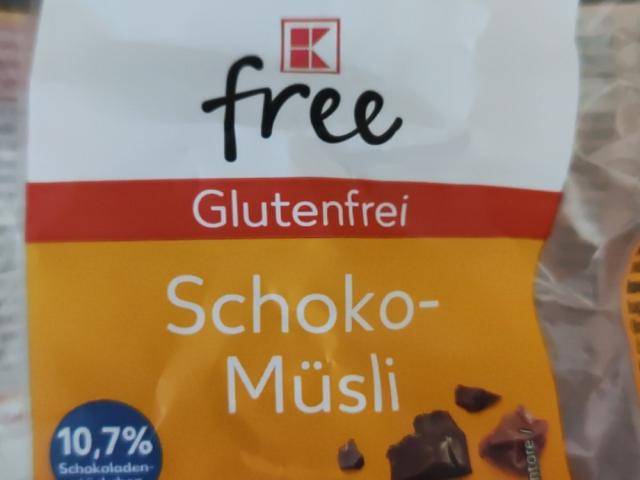 K
free
Glutenfrei
Schoko-
Müsli
10,7%
Schokoladen-